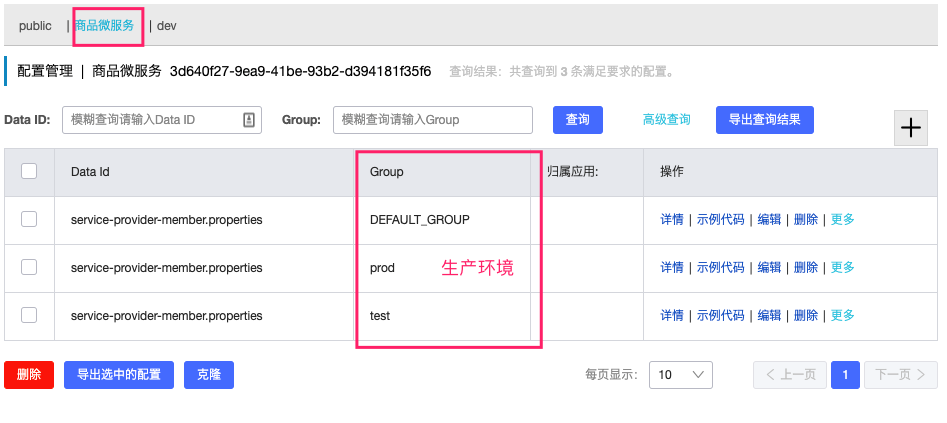 public | 商品微服务 | dev
配置管理 | 商品微服务 3d640f27-9ea9-41be-93b2-d394181f35f6 查询结果：共查询到 3 条满足要求的配置。
Data ID: 模糊查询请输入Data ID Group: 模糊查询请输入Group 查询 高级查询 导出查询结果 +
Data Id Group 归属应用: 操作
service-provider-member.properties DEFAULT_GROUP 详情 | 示例代码 | 编辑 | 删除 | 更多
service-provider-member.properties prod 生产环境 详情 | 示例代码 | 编辑 | 删除 | 更多
service-provider-member.properties test 详情 | 示例代码 | 编辑 | 删除 | 更多
删除 导出选中的配置 克隆 每页显示： 10 < 上一页 1 下一页 >